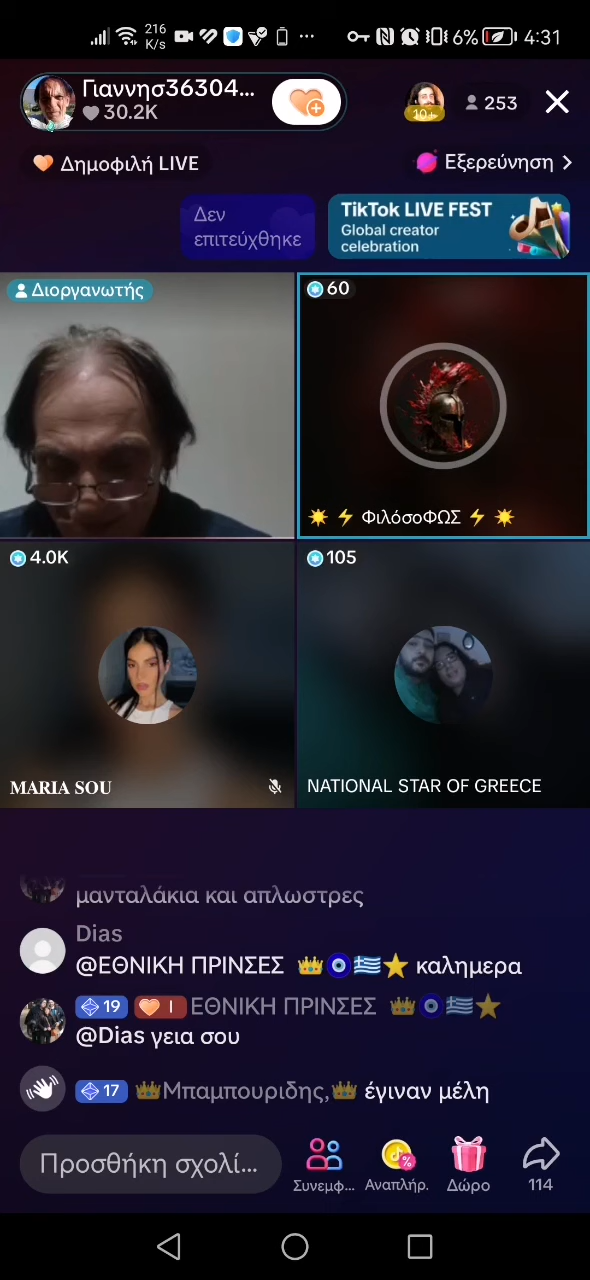 216
K/s
6%
4:31
Γιαννησ36304...
30.2K
10+
253
Δημοφιλή LIVE
Εξερεύνηση
Δεν
επιτεύχθηκε
TikTok LIVE FEST
Global creator
celebration
Διοργανωτής
60
☀️⚡ΦιλόσοΦΩΣ⚡☀️
4.0K
105
MARIA SOU
NATIONAL STAR OF GREECE
μανταλάκια και απλωστρες
Dias
@ΕΘΝΙΚΗ ΠΡΙΝΣΕΣ 👑🧿🇬🇷⭐ καλημερα
19 I ΕΘΝΙΚΗ ΠΡΙΝΣΕΣ 👑🧿🇬🇷⭐
@Dias γεια σου
17 👑Μπαμπουριδης,👑 έγιναν μέλη
Προσθήκη σχολί...
Συνεμφ...
Αναπλήρ.
Δώρο
114